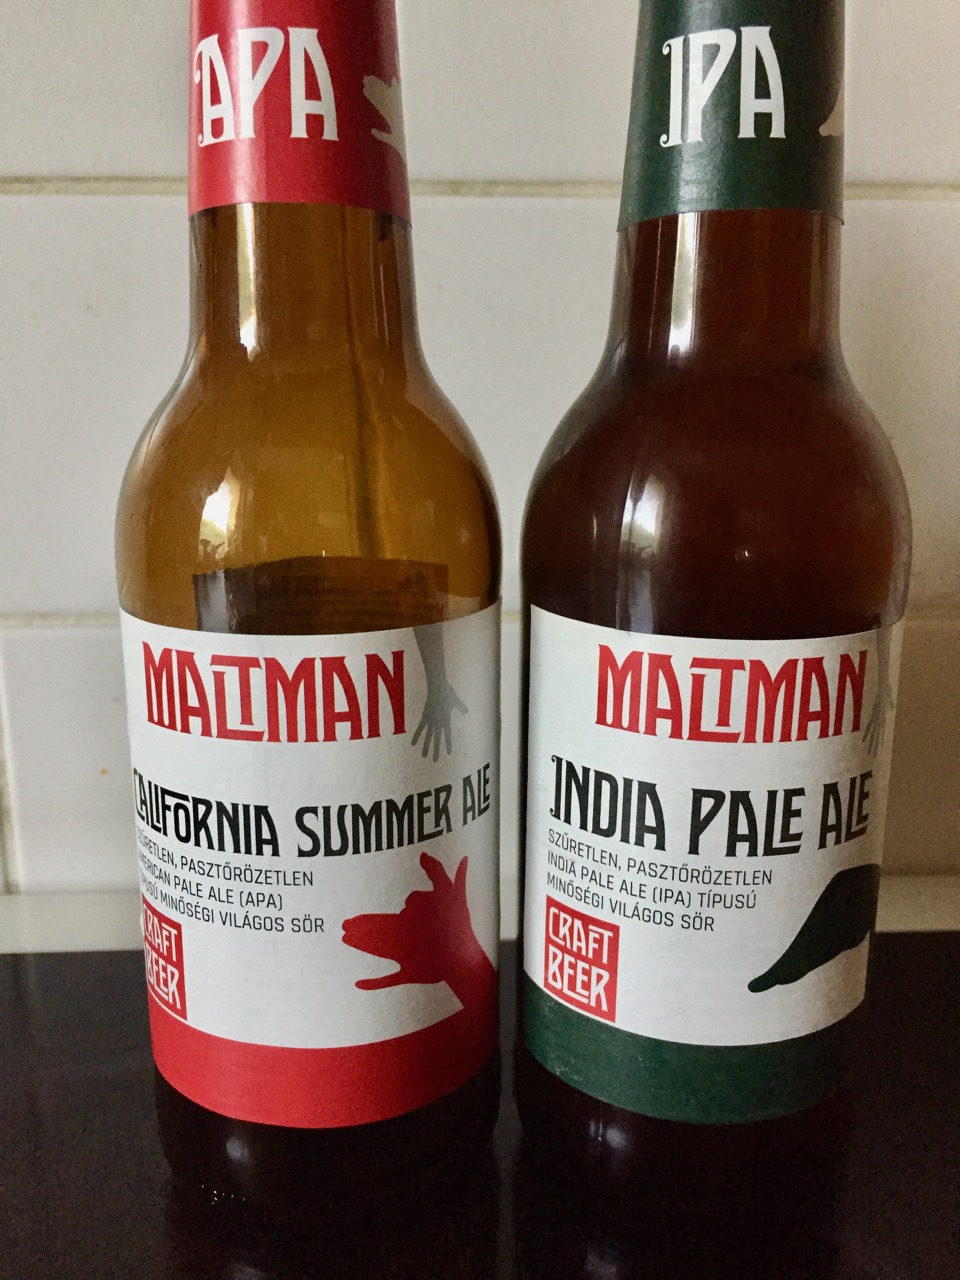 APA
MALTMAN
CALIFORNIA SUMMER ALE
SZŰRETLEN, PASZTŐRÖZETLEN
AMERICAN PALE ALE (APA)
TÍPUSÚ MINŐSÉGI VILÁGOS SÖR
CRAFT
BEER
IPA
MALTMAN
INDIA PALE ALE
SZŰRETLEN, PASZTŐRÖZETLEN
INDIA PALE ALE (IPA) TÍPUSÚ
MINŐSÉGI VILÁGOS SÖR
CRAFT
BEER